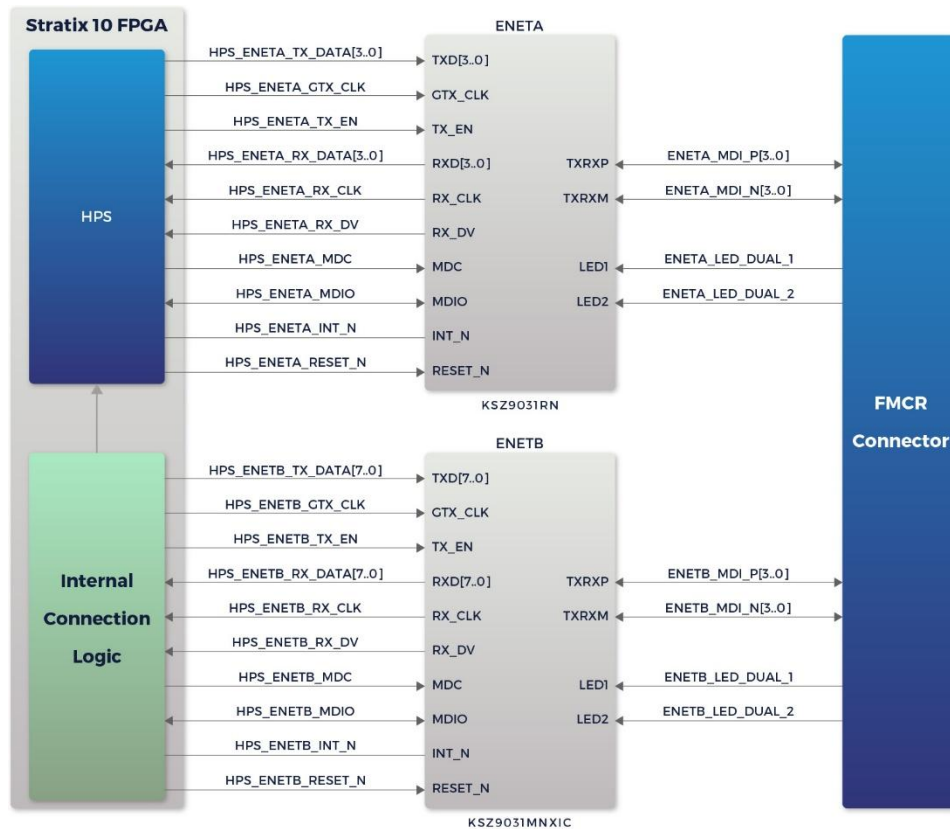 Stratix 10 FPGA
HPS
HPS_ENETA_TX_DATA[3..0]
HPS_ENETA_GTX_CLK
HPS_ENETA_TX_EN
HPS_ENETA_RX_DATA[3..0]
HPS_ENETA_RX_CLK
HPS_ENETA_RX_DV
HPS_ENETA_MDC
HPS_ENETA_MDIO
HPS_ENETA_INT_N
HPS_ENETA_RESET_N
ENETA
TXD[3..0]
GTX_CLK
TX_EN
RXD[3..0]
RX_CLK
RX_DV
MDC
MDIO
INT_N
RESET_N
TXRXP
TXRXM
LED1
LED2
KSZ9031RN
ENETA_MDI_P[3..0]
ENETA_MDI_N[3..0]
ENETA_LED_DUAL_1
ENETA_LED_DUAL_2
FMCR
Connector
Internal
Connection
Logic
HPS_ENETB_TX_DATA[7..0]
HPS_ENETB_GTX_CLK
HPS_ENETB_TX_EN
HPS_ENETB_RX_DATA[7..0]
HPS_ENETB_RX_CLK
HPS_ENETB_RX_DV
HPS_ENETB_MDC
HPS_ENETB_MDIO
HPS_ENETB_INT_N
HPS_ENETB_RESET_N
ENETB
TXD[7..0]
GTX_CLK
TX_EN
RXD[7..0]
RX_CLK
RX_DV
MDC
MDIO
INT_N
RESET_N
TXRXP
TXRXM
LED1
LED2
KSZ9031MNXIC
ENETB_MDI_P[3..0]
ENETB_MDI_N[3..0]
ENETB_LED_DUAL_1
ENETB_LED_DUAL_2